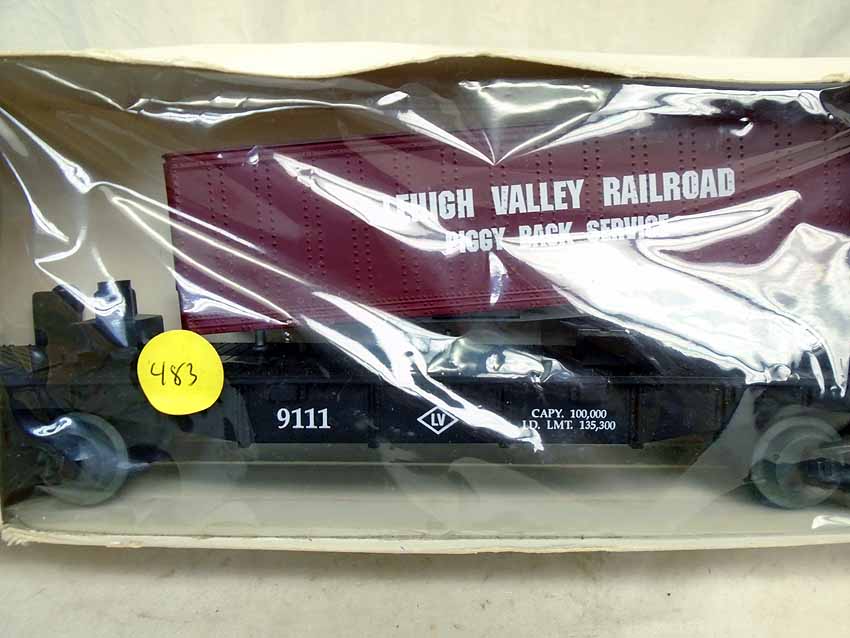 LEHIGH VALLEY RAILROAD
PIGGY BACK SERVICE
483
9111
LV
CAPY. 100,000
LD. LMT. 135,300